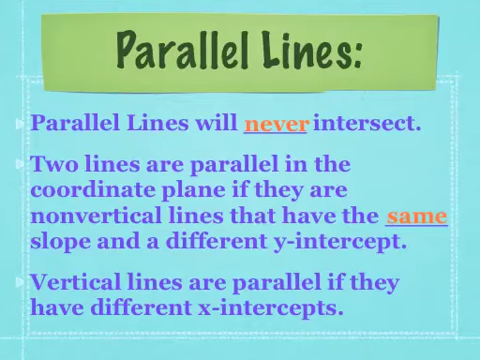 Parallel Lines:
Parallel Lines will never intersect.
Two lines are parallel in the
coordinate plane if they are
nonvertical lines that have the same
slope and a different y-intercept.
Vertical lines are parallel if they
have different x-intercepts.